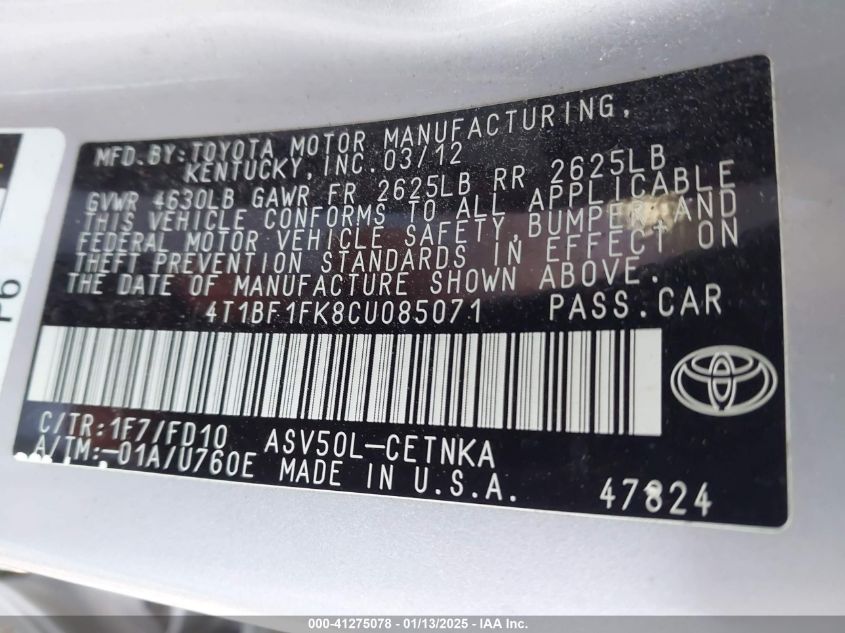 MFD.BY:TOYOTA MOTOR MANUFACTURING,
KENTUCKY, INC. 03/12
GVWR 4630LB GAWR FR 2625LB RR 2625LB
THIS VEHICLE CONFORMS TO ALL APPLICABLE
FEDERAL MOTOR VEHICLE SAFETY, BUMPER, AND
THEFT PREVENTION STANDARDS IN EFFECT ON
THE DATE OF MANUFACTURE SHOWN ABOVE.
4T1BF1FK8CU085071 PASS.CAR
C/TR:1F7/FD10 ASV50L-CETNKA
A/TM:-01A/U760E MADE IN U.S.A.
47824
P6
000-41275078 - 01/13/2025 - IAA Inc.